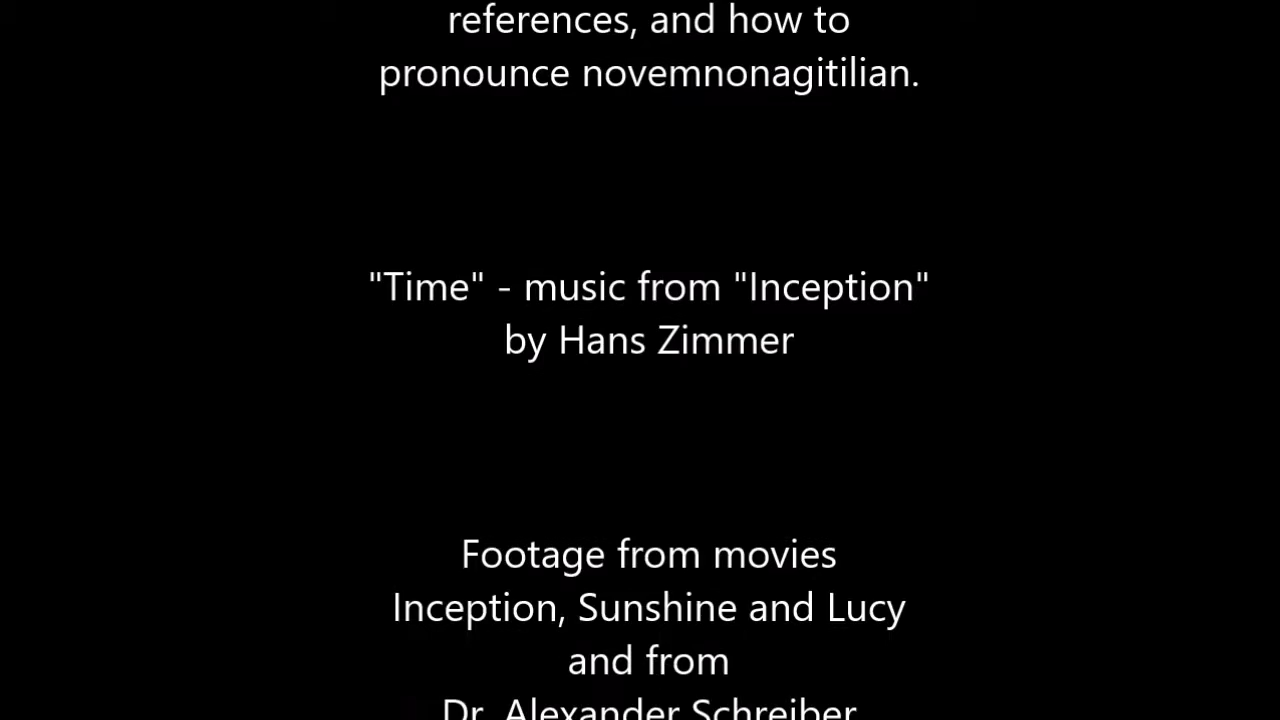 references, and how to
pronounce novemnonagitilian.
"Time" - music from "Inception"
by Hans Zimmer
Footage from movies
Inception, Sunshine and Lucy
and from
Dr. Alexander Schreiber